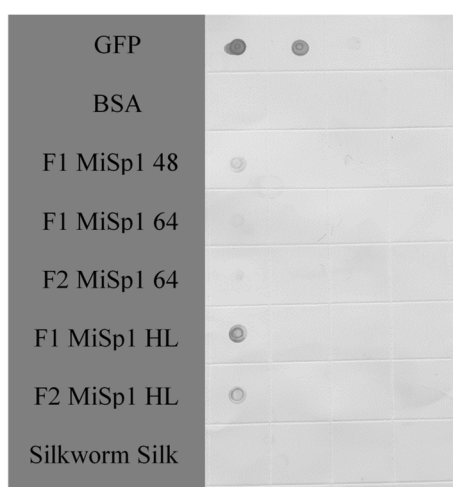 GFP
BSA
F1 MiSp1 48
F1 MiSp1 64
F2 MiSp1 64
F1 MiSp1 HL
F2 MiSp1 HL
Silkworm Silk